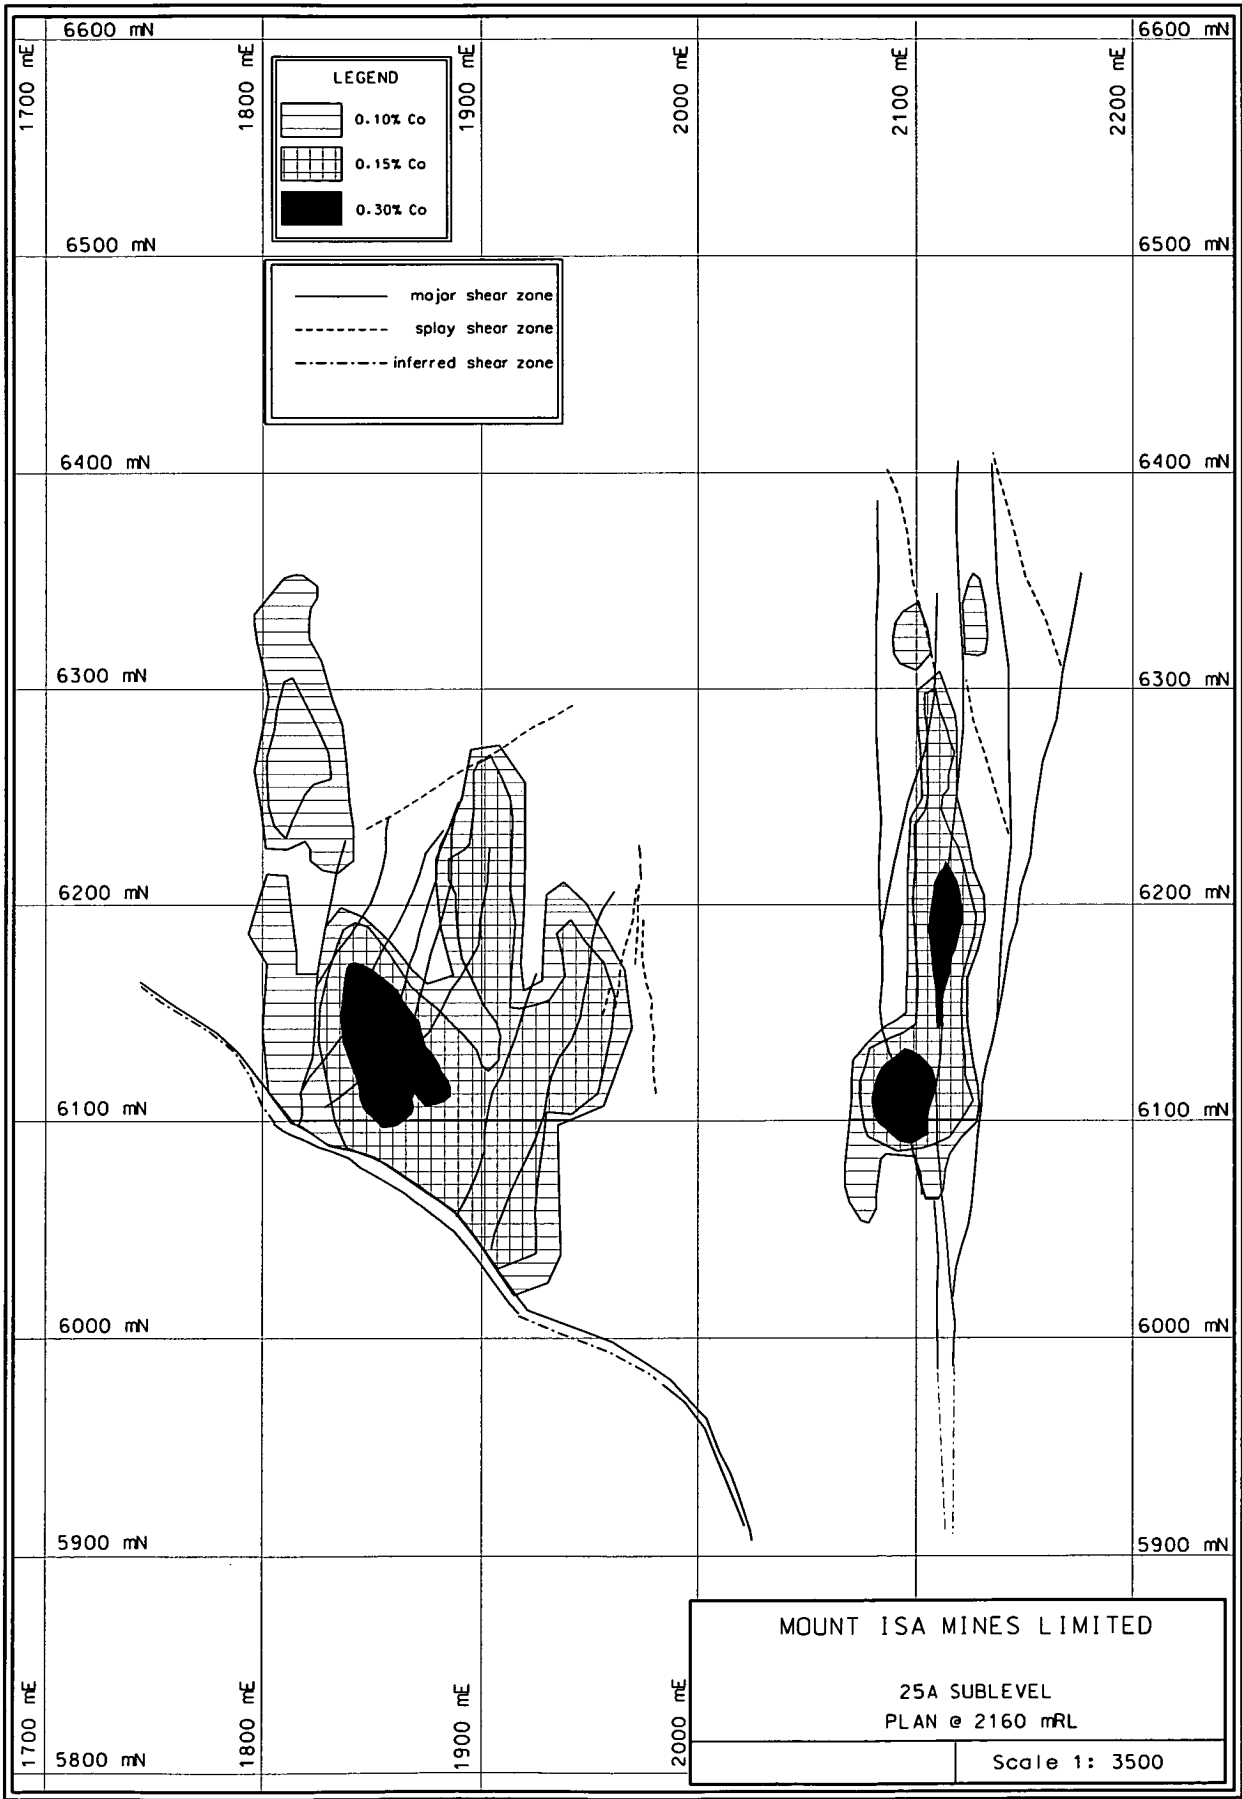 6600 mN
6600 mN
1700 mE
1800 mE
1900 mE
2000 mE
2100 mE
2200 mE
LEGEND
0.10% Co
0.15% Co
0.30% Co
6500 mN
6500 mN
major shear zone
splay shear zone
inferred shear zone
6400 mN
6400 mN
6300 mN
6300 mN
6200 mN
6200 mN
6100 mN
6100 mN
6000 mN
6000 mN
5900 mN
5900 mN
MOUNT ISA MINES LIMITED
25A SUBLEVEL
PLAN @ 2160 mRL
Scale 1: 3500
1700 mE
1800 mE
1900 mE
2000 mE
5800 mN